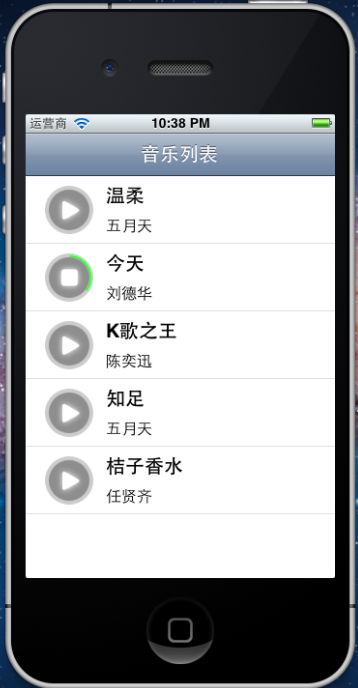 运营商 10:38 PM
音乐列表
温柔
五月天
今天
刘德华
K歌之王
陈奕迅
知足
五月天
桔子香水
任贤齐